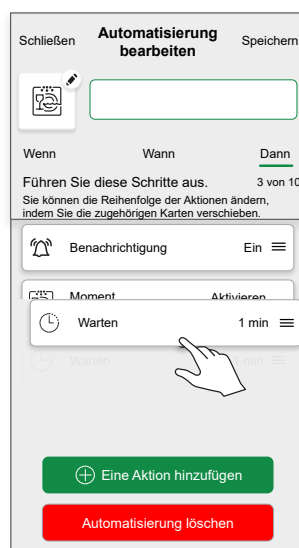 Schließen
Automatisierung
bearbeiten
Speichern
Wenn
Wann
Dann
Führen Sie diese Schritte aus.
3 von 10
Sie können die Reihenfolge der Aktionen ändern,
indem Sie die zugehörigen Karten verschieben.
Benachrichtigung
Ein
Moment
Aktivieren
Warten
1 min
Warten
min
Eine Aktion hinzufügen
Automatisierung löschen